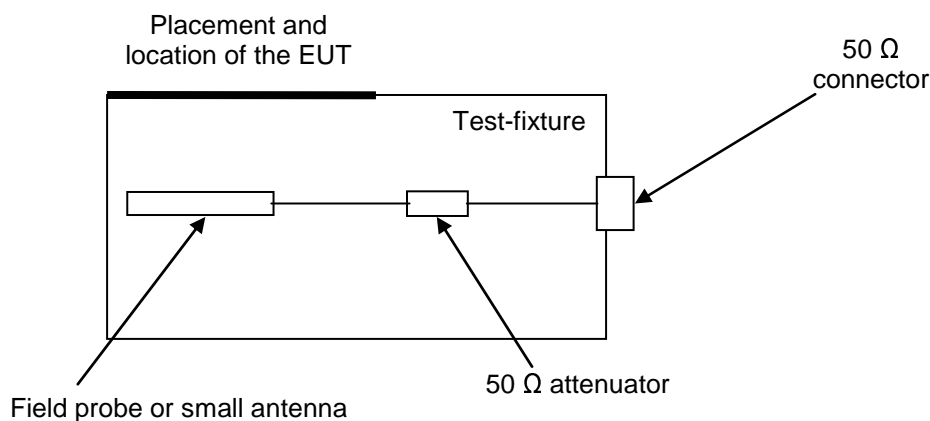 Placement and
location of the EUT
50 Ω
connector
Test-fixture
50 Ω attenuator
Field probe or small antenna